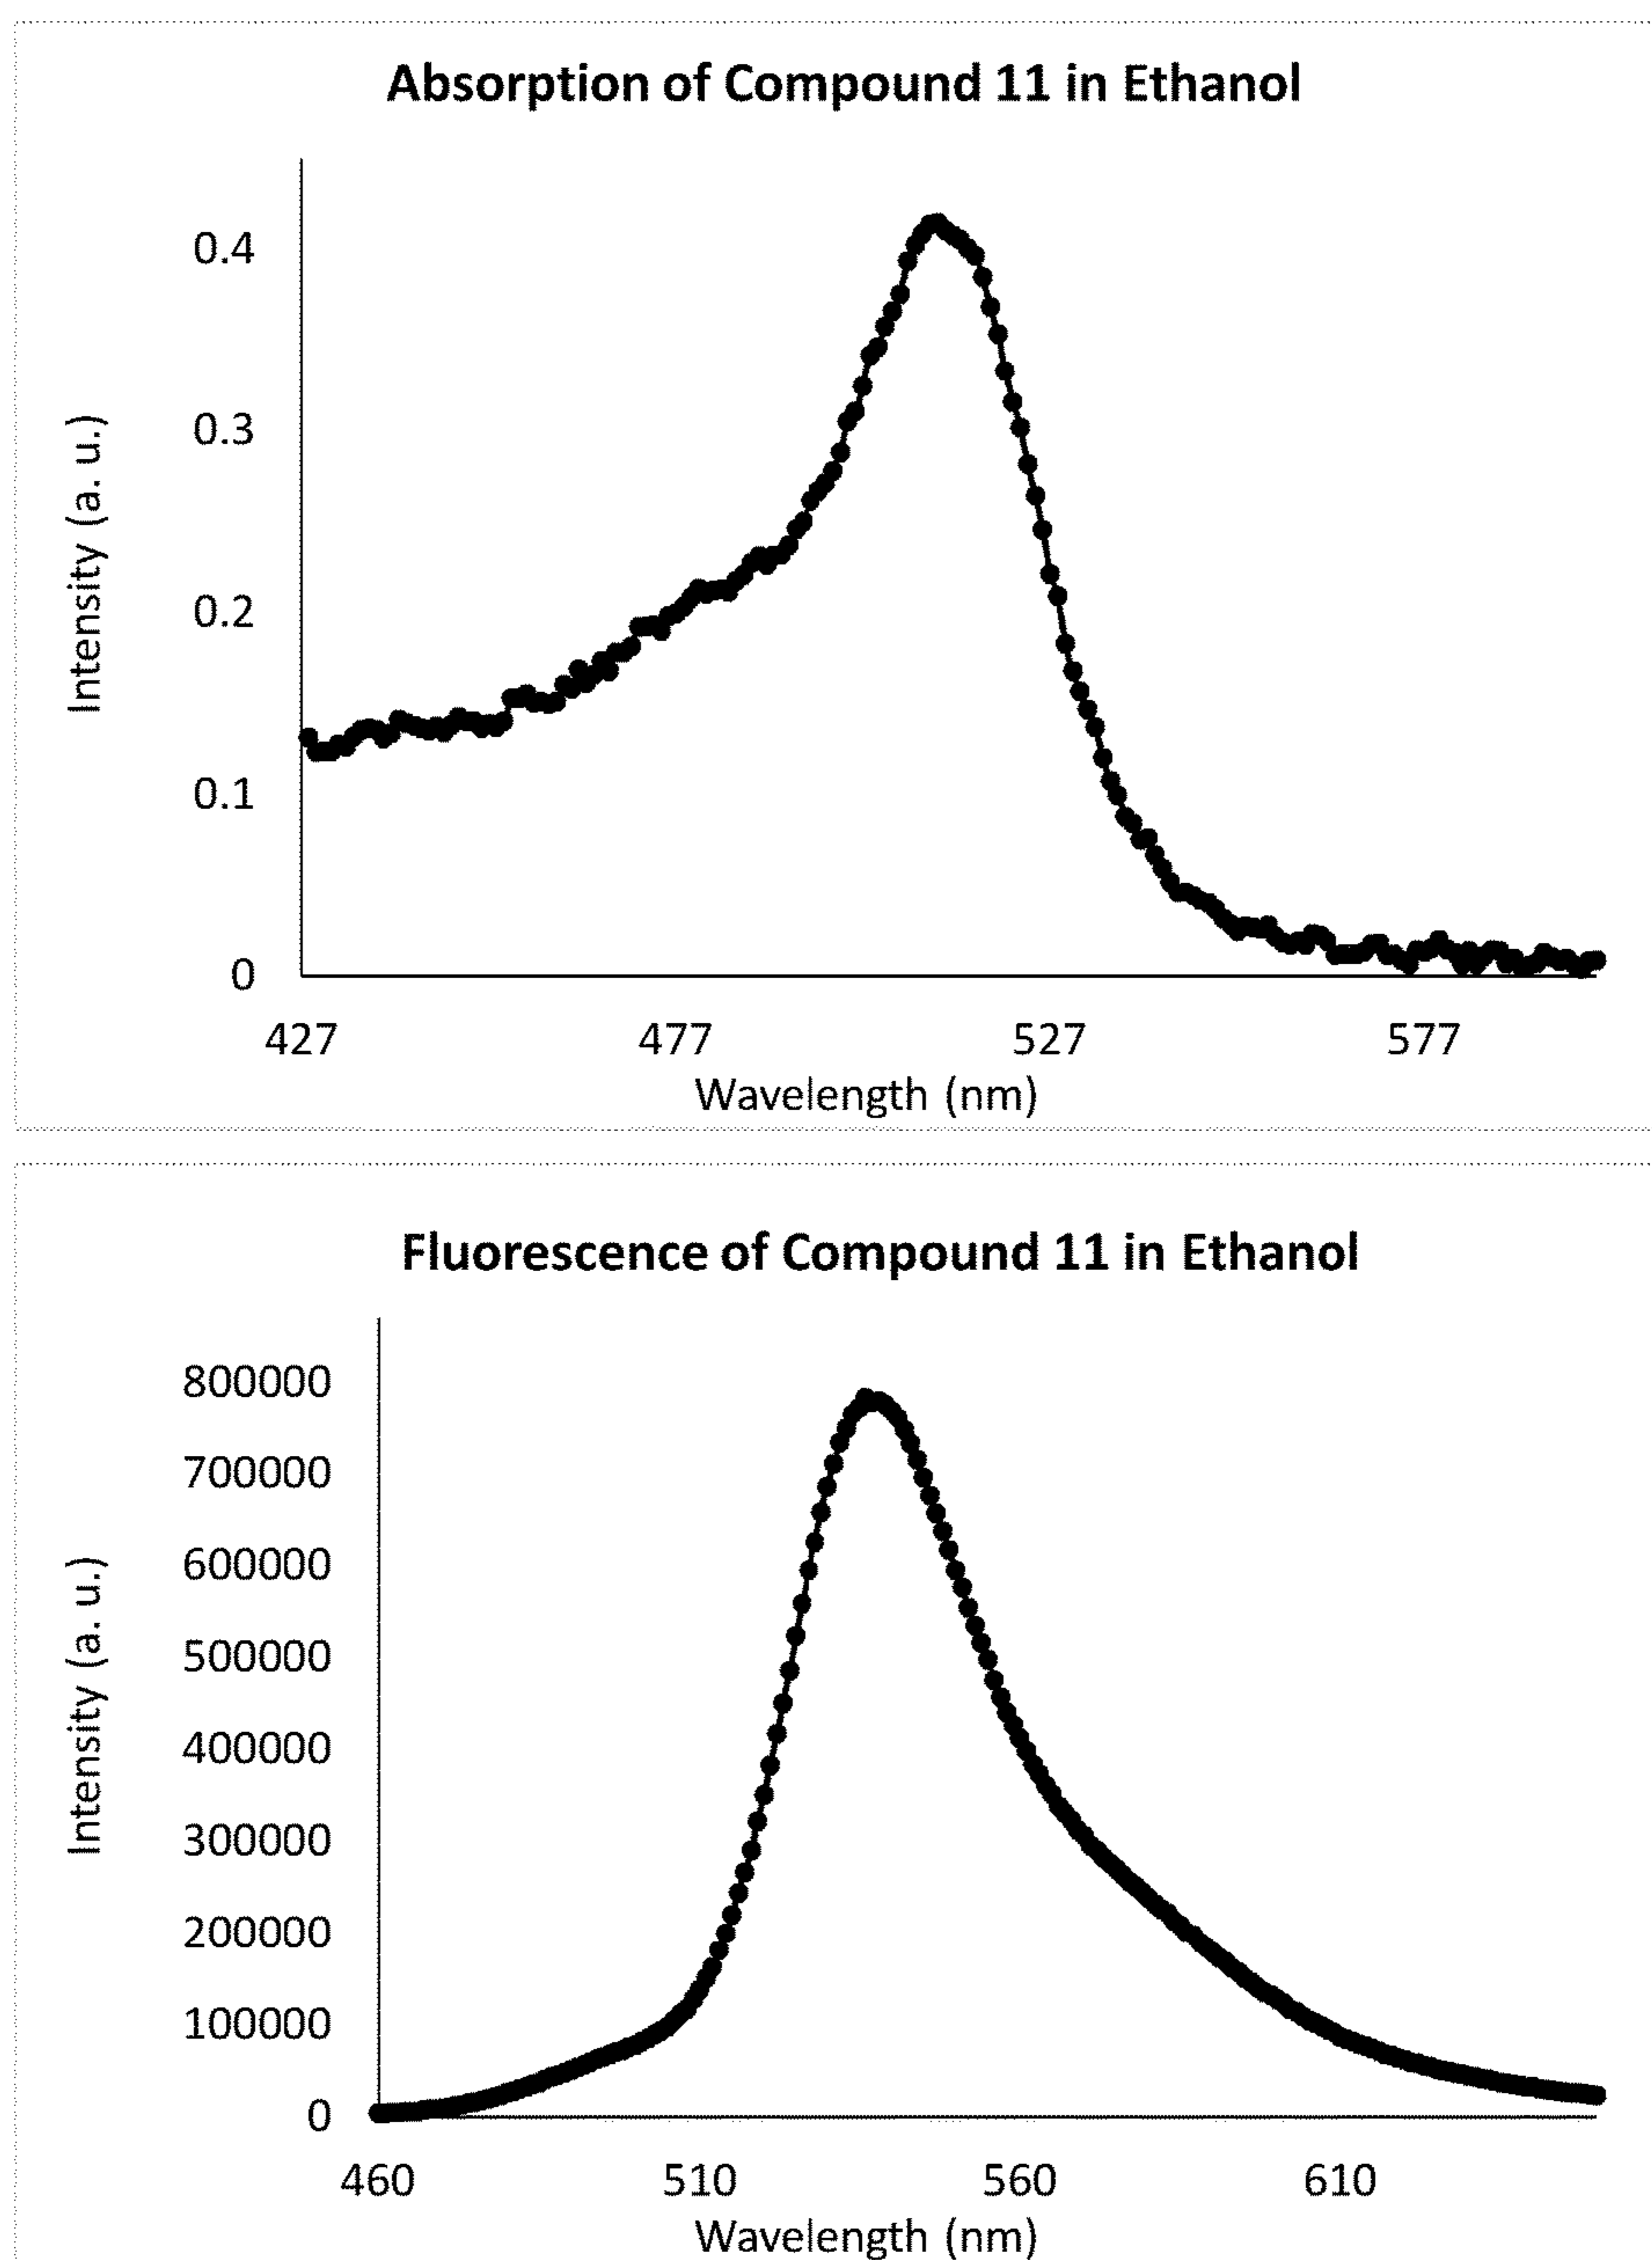 Absorption of Compound 11 in Ethanol
Intensity (a. u.)
0.4
0.3
0.2
0.1
0
427 477 527 577
Wavelength (nm)
Fluorescence of Compound 11 in Ethanol
Intensity (a. u.)
800000
700000
600000
500000
400000
300000
200000
100000
0
460 510 560 610
Wavelength (nm)